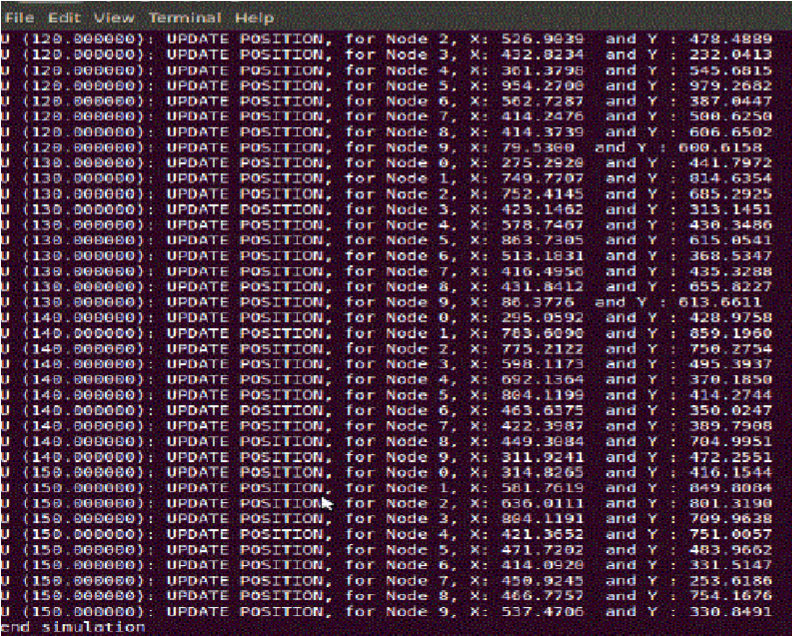 File Edit View Terminal Help
U (120.000000): UPDATE POSITION, for Node 2, X: 526.9039 and Y : 478.4889
U (120.000000): UPDATE POSITION, for Node 3, X: 432.8234 and Y : 232.0413
U (120.000000): UPDATE POSITION, for Node 4, X: 361.3798 and Y : 545.6815
U (120.000000): UPDATE POSITION, for Node 5, X: 954.2700 and Y : 979.2682
U (120.000000): UPDATE POSITION, for Node 6, X: 562.7287 and Y : 387.0447
U (120.000000): UPDATE POSITION, for Node 7, X: 414.2476 and Y : 500.6250
U (120.000000): UPDATE POSITION, for Node 8, X: 414.3739 and Y : 606.6502
U (120.000000): UPDATE POSITION, for Node 9, X: 79.5300 and Y : 600.6158
U (130.000000): UPDATE POSITION, for Node 0, X: 275.2920 and Y : 441.7972
U (130.000000): UPDATE POSITION, for Node 1, X: 749.7707 and Y : 814.6354
U (130.000000): UPDATE POSITION, for Node 2, X: 752.4145 and Y : 685.2925
U (130.000000): UPDATE POSITION, for Node 3, X: 423.1462 and Y : 313.1451
U (130.000000): UPDATE POSITION, for Node 4, X: 578.7467 and Y : 430.3486
U (130.000000): UPDATE POSITION, for Node 5, X: 863.7305 and Y : 615.0541
U (130.000000): UPDATE POSITION, for Node 6, X: 513.1831 and Y : 368.5347
U (130.000000): UPDATE POSITION, for Node 7, X: 416.4956 and Y : 435.3288
U (130.000000): UPDATE POSITION, for Node 8, X: 431.8412 and Y : 655.8227
U (130.000000): UPDATE POSITION, for Node 9, X: 86.3776 and Y : 613.6611
U (140.000000): UPDATE POSITION, for Node 0, X: 295.0592 and Y : 428.9758
U (140.000000): UPDATE POSITION, for Node 1, X: 783.6090 and Y : 859.1960
U (140.000000): UPDATE POSITION, for Node 2, X: 775.2122 and Y : 750.2754
U (140.000000): UPDATE POSITION, for Node 3, X: 598.1173 and Y : 495.3937
U (140.000000): UPDATE POSITION, for Node 4, X: 692.1364 and Y : 370.1850
U (140.000000): UPDATE POSITION, for Node 5, X: 804.1199 and Y : 414.2744
U (140.000000): UPDATE POSITION, for Node 6, X: 463.6375 and Y : 350.0247
U (140.000000): UPDATE POSITION, for Node 7, X: 422.3987 and Y : 389.7908
U (140.000000): UPDATE POSITION, for Node 8, X: 449.3084 and Y : 704.9951
U (140.000000): UPDATE POSITION, for Node 9, X: 311.9241 and Y : 472.2551
U (150.000000): UPDATE POSITION, for Node 0, X: 314.8265 and Y : 416.1544
U (150.000000): UPDATE POSITION, for Node 1, X: 581.7619 and Y : 849.8084
U (150.000000): UPDATE POSITION, for Node 2, X: 636.0111 and Y : 801.3190
U (150.000000): UPDATE POSITION, for Node 3, X: 804.1191 and Y : 709.9638
U (150.000000): UPDATE POSITION, for Node 4, X: 421.3652 and Y : 751.0057
U (150.000000): UPDATE POSITION, for Node 5, X: 471.7202 and Y : 483.9662
U (150.000000): UPDATE POSITION, for Node 6, X: 414.0920 and Y : 331.5147
U (150.000000): UPDATE POSITION, for Node 7, X: 450.9245 and Y : 253.6186
U (150.000000): UPDATE POSITION, for Node 8, X: 466.7757 and Y : 754.1676
U (150.000000): UPDATE POSITION, for Node 9, X: 537.4706 and Y : 330.8491
end simulation